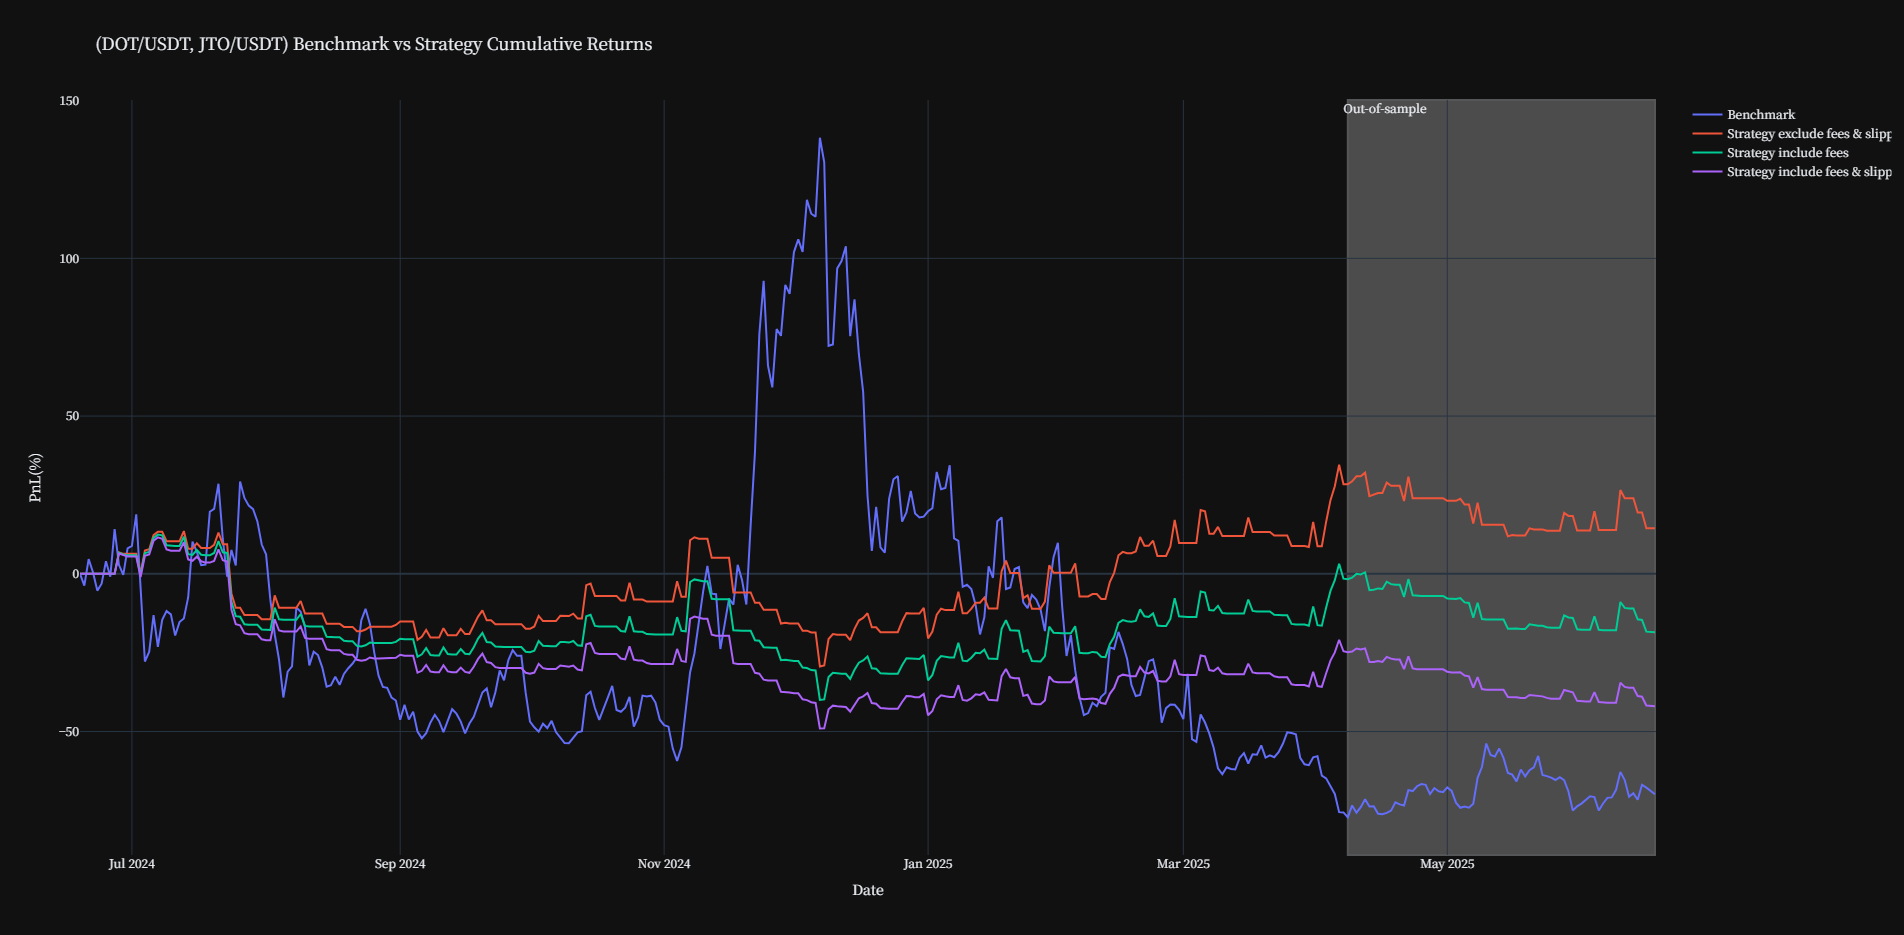 (DOT/USDT, JTO/USDT) Benchmark vs Strategy Cumulative Returns
150
100
50
0
−50
PnL(%)
Out-of-sample
Benchmark
Strategy exclude fees & slipp
Strategy include fees
Strategy include fees & slipp
Jul 2024
Sep 2024
Nov 2024
Jan 2025
Mar 2025
May 2025
Date